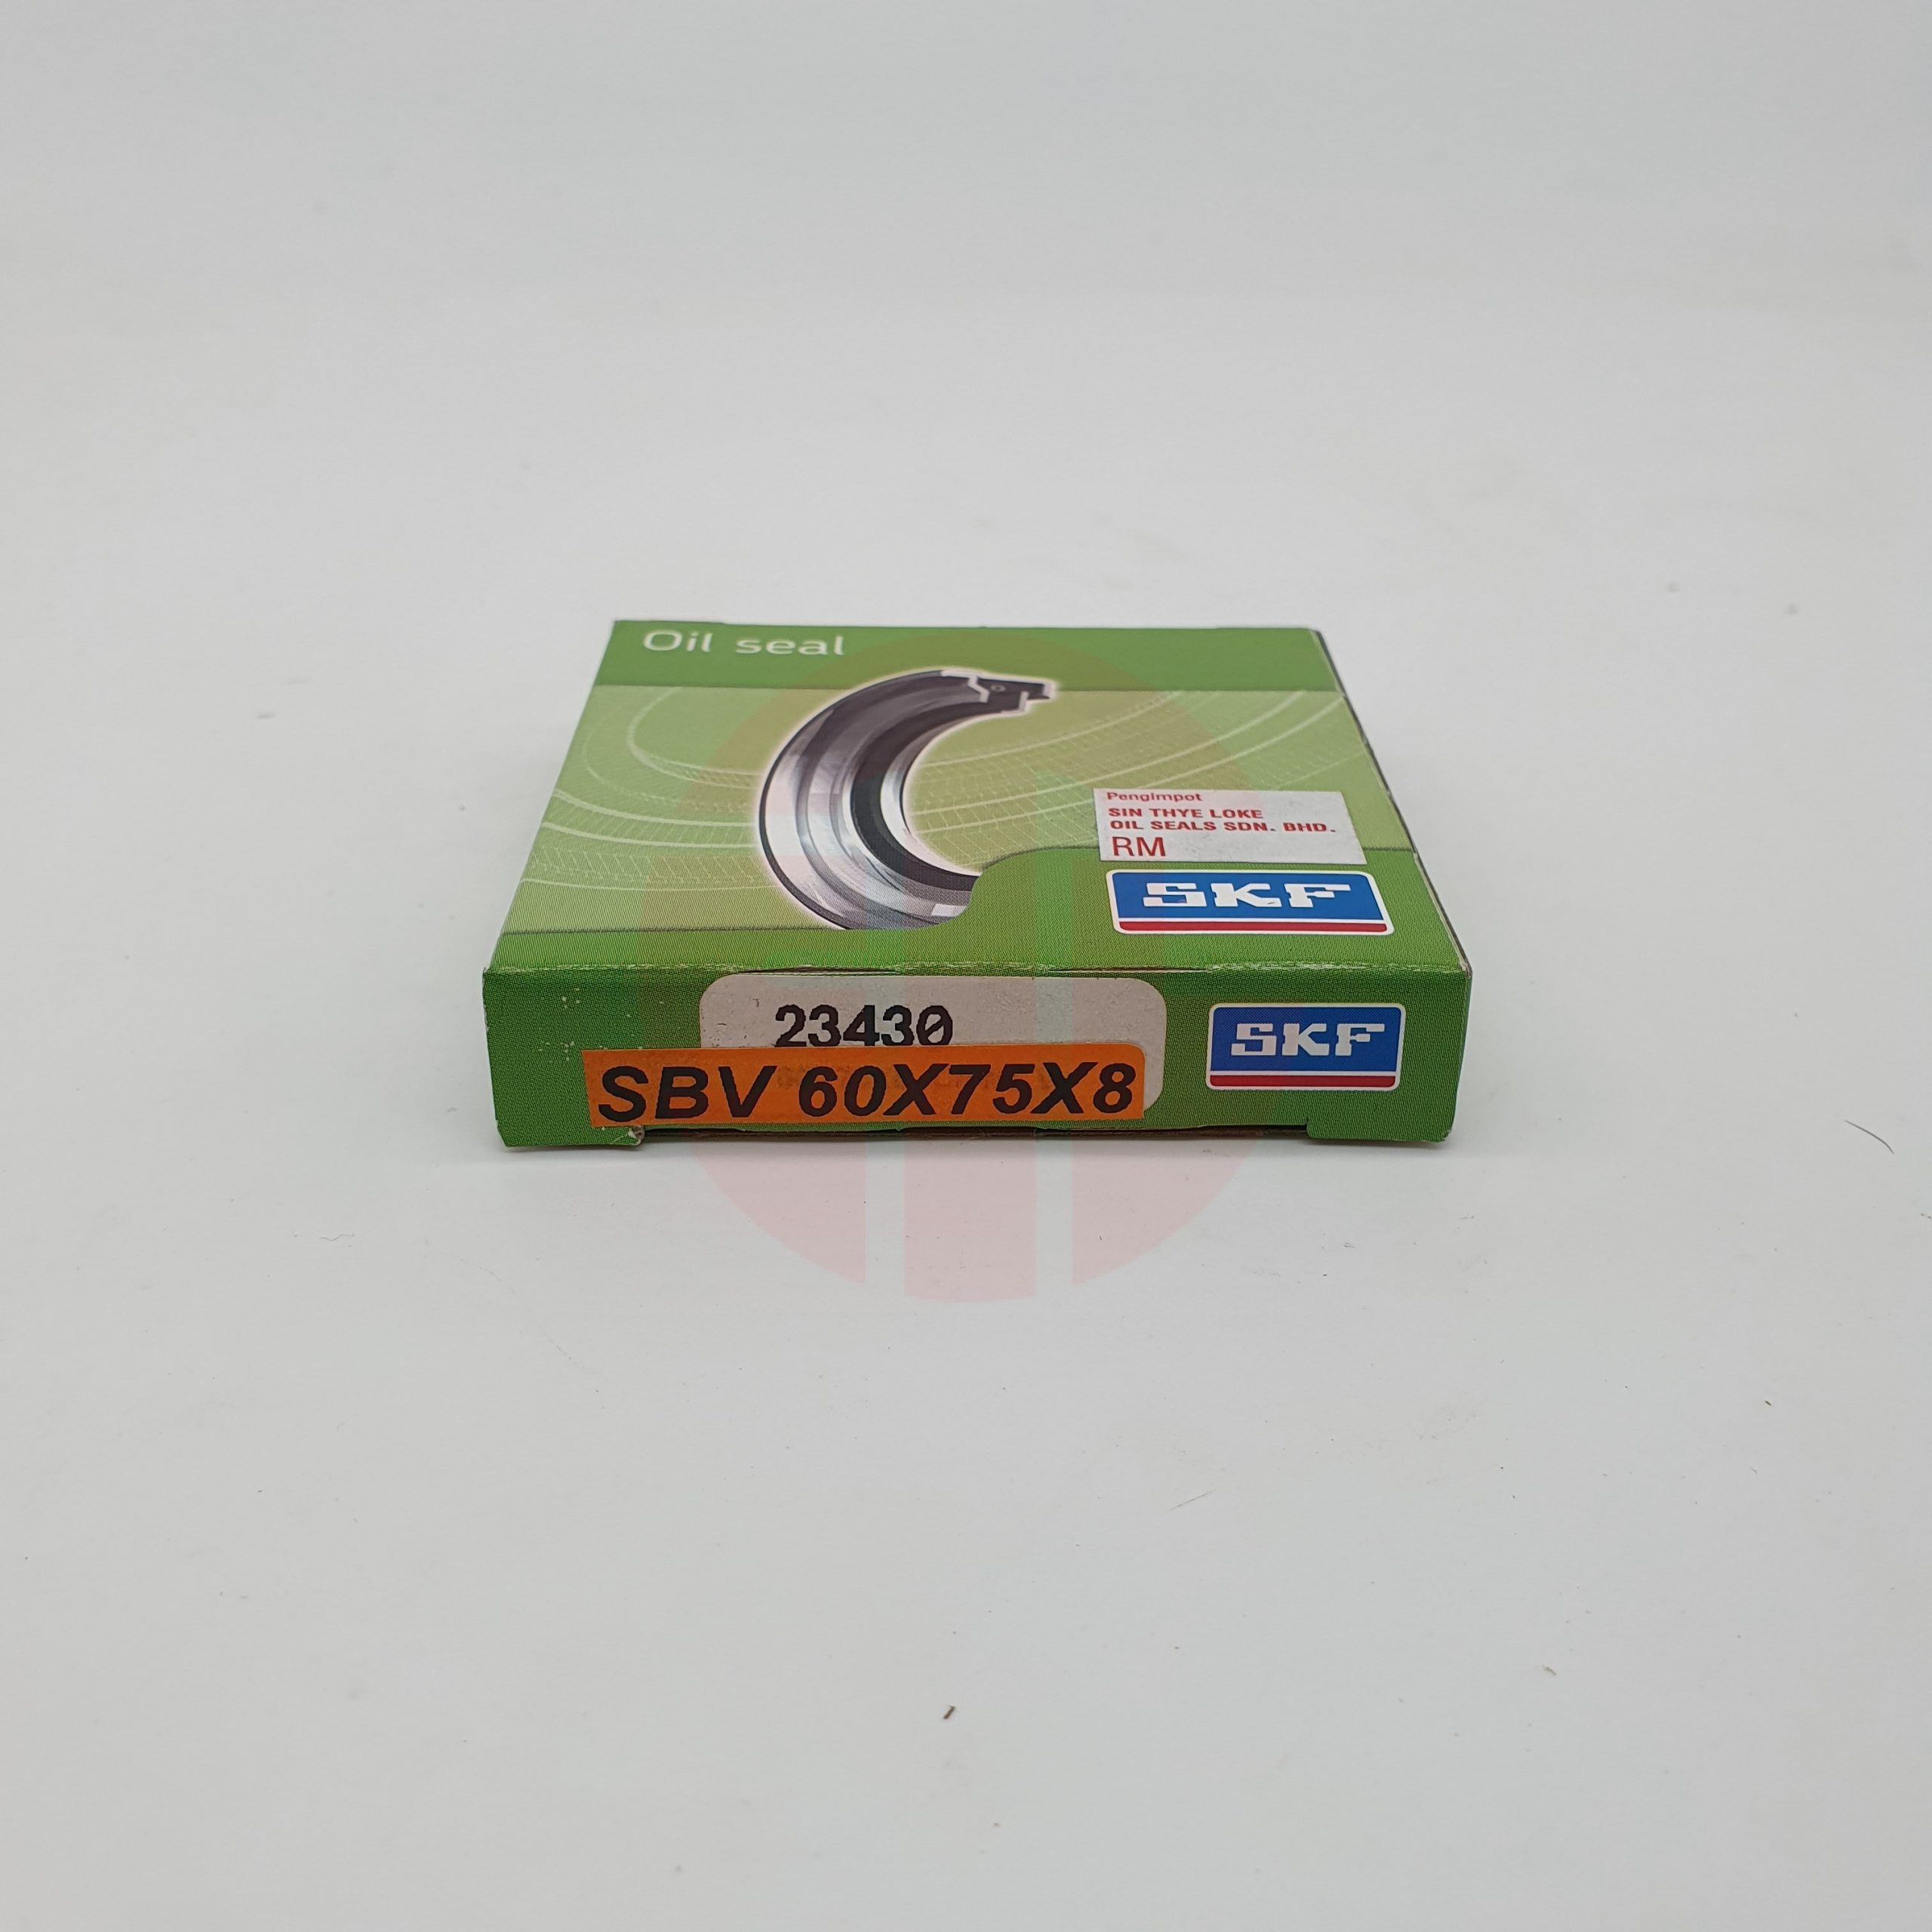 Oil seal
Pengimpot
SIN THYE LOKE
OIL SEALS SDN. BHD.
RM
SKF
23430
SKF
SBV 60X75X8